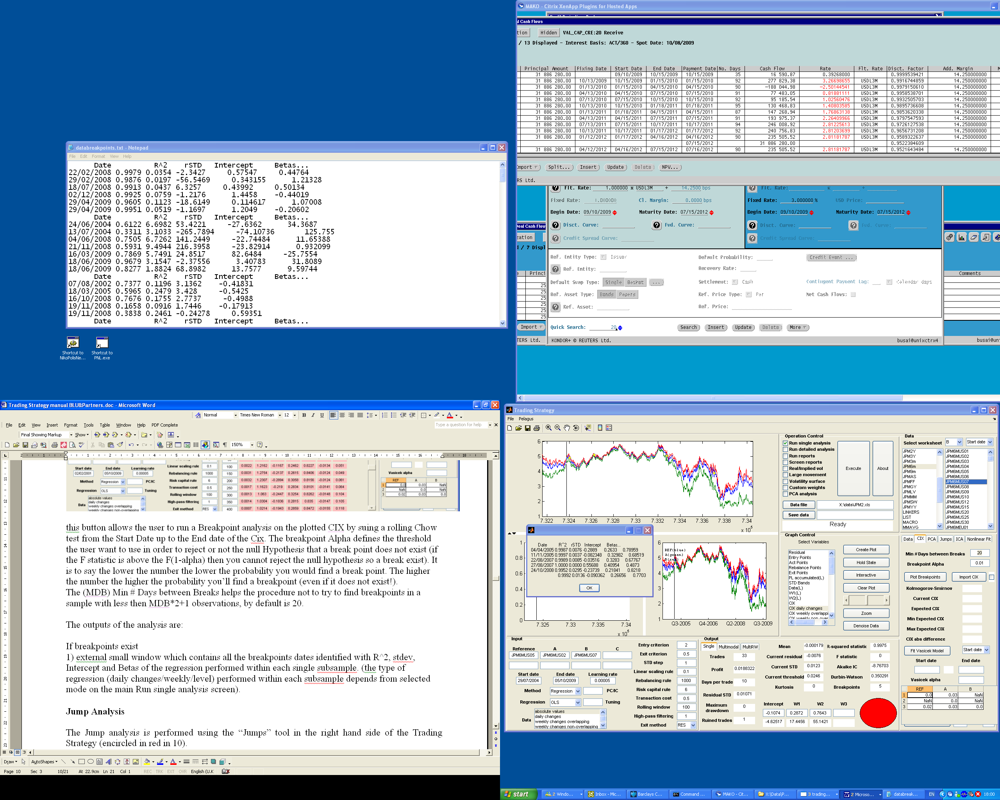 databreakpoints.txt - Notepad
File Edit Format View Help
Date R^2 rSTD Intercept Betas...
22/02/2008 0.9979 0.0354 -2.3427 0.57547 0.44764
29/02/2008 0.9876 0.0197 -56.5469 0.343155 1.21328
18/07/2008 0.9913 0.0437 6.3257 0.43992 0.50134
02/12/2008 0.9925 0.0759 -1.2176 1.4458 -0.44019
29/04/2009 0.9605 0.1123 -18.6149 0.114617 1.07008
29/04/2009 0.9951 0.0519 -1.1697 1.2049 -0.20602
Date R^2 rSTD Intercept Betas...
24/06/2004 0.6122 6.6982 53.4221 -27.6362 34.3687
13/07/2004 0.3311 3.1033 -265.7894 -74.10736 125.755
04/06/2008 0.7505 6.7262 141.2449 -22.74484 11.65388
21/11/2008 0.5931 9.4944 216.3958 -23.82914 0.932099
16/03/2009 0.7869 5.7491 24.8517 82.6484 -25.7554
18/06/2009 0.9679 3.1547 -2.37556 3.40783 31.8089
18/06/2009 0.8277 1.8824 68.8982 13.7577 9.59744
Date R^2 rSTD Intercept Betas...
07/08/2002 0.7377 0.1196 3.1362 -0.41831
18/03/2005 0.5965 0.2479 3.428 -0.5425
16/10/2008 0.7676 0.1755 2.7737 -0.4988
19/11/2008 0.1658 0.0916 1.7446 -0.17913
19/11/2008 0.3838 0.2461 -0.24278 0.59351
Date R^2 rSTD Intercept Betas...
Shortcut to NikoPolisNe...
Shortcut to PNL.exe
MAKO - Citrix XenApp Plugins for Hosted Apps
l Cash Flows
tion Hidden VAL_CAP_CRE:20 Receive
/ 13 Displayed - Interest Basis: ACT/360 - Spot Date: 10/08/2009
Principal Amount Fixing Date Start Date End Date Payment Date No. Days Cash Flow Rate Flt. Rate Disct. Factor Add. Margin
31 886 280.00 09/10/2009 10/15/2009 10/15/2009 35 16 590.87 0.39268000 0.9999539421 14.250000000
31 886 280.00 10/13/2009 10/15/2009 01/15/2010 01/15/2010 92 277 829.38 3.26698655 USDL3M 0.9916744859 14.250000000
31 886 280.00 01/13/2010 01/15/2010 04/15/2010 04/15/2010 90 -188 044.98 -2.50144541 USDL3M 0.9979150610 14.250000000
31 886 280.00 04/13/2010 04/15/2010 07/15/2010 07/15/2010 91 77 483.05 0.81881111 USDL3M 0.9958538701 14.250000000
31 886 280.00 07/13/2010 07/15/2010 10/15/2010 10/15/2010 92 95 185.54 1.02560476 USDL3M 0.9932505703 14.250000000
31 886 280.00 10/13/2010 10/15/2010 01/18/2011 01/18/2011 95 130 468.83 1.40803585 USDL3M 0.9895736608 14.250000000
31 886 280.00 01/13/2011 01/18/2011 04/15/2011 04/15/2011 87 147 268.94 1.76863138 USDL3M 0.9853620338 14.250000000
31 886 280.00 04/13/2011 04/15/2011 07/15/2011 07/15/2011 91 193 975.37 2.26409966 USDL3M 0.9797547593 14.250000000
31 886 280.00 07/13/2011 07/15/2011 10/17/2011 10/17/2011 94 246 008.92 2.81225613 USDL3M 0.9726127538 14.250000000
31 886 280.00 10/13/2011 10/17/2011 01/17/2012 01/17/2012 92 240 756.83 2.81203699 USDL3M 0.9656731208 14.250000000
31 886 280.00 01/12/2012 01/17/2012 04/16/2012 04/16/2012 90 235 505.52 2.81181787 USDL3M 0.9589322637 14.250000000
07/15/2012 31 886 280.00 0.9522384609
31 886 280.00 04/12/2012 04/16/2012 07/15/2012 07/16/2012 90 235 505.52 2.81181787 USDL3M 0.9521643484 14.250000000
Import Split... Insert Update Delete NPV...
RS Ltd.
Flt. Rate: 1.000000 x USDL3M + 14.2500 bps
Fixed Rate: 1.000000 Cl. Margin: 0.0000 bps Fixed Rate: 3.000000 % USD Price:
Begin Date: 09/10/2009 Maturity Date: 07/15/2012 Begin Date: 09/10/2009 Maturity Date: 07/15/2012
Disct. Curve: Fwd. Curve: Disct. Curve: Fwd. Curve:
Credit Spread Curve: Credit Spread Curve:
Ref. Entity Type: Issuer Default Probability: Credit Event ...
Ref. Entity: Recovery Rate:
Default Swap Type: Single Basket ... Settlement: Cash Contingent Payment Lag: Calendar days
Ref. Asset Type: Bonds Papers Ref. Price Type: Par Net Cash Flows:
Ref. Asset: Ref. Price:
Quick Search: 20 Search Insert Update Delete More
KONDOR+ © REUTERS Ltd. busai@unixctrx4
eal Cash Flow
ization
d / 7 Displ
Princi
25
25
25
25
25
25
Import
TERS Ltd.
Comments
busai@un
Trading Strategy manual BLU&Partners.doc - Microsoft Word
Normal Times New Roman 12 B I U
File Edit View Insert Format Tools Table Window Help PDF Complete Type a question for help
Final Showing Markup Show
150%
Start date End date Learning rate
02/02/2001 05/10/2009 0.00005
Method Regression PC/IC
Regression OLS Tuning
Data absolute values
daily changes
weekly changes overlapping
weekly changes non-overlapping
Linear scaling rule 0.1
Rebalancing rule 1000
Risk capital rule 6
Transaction cost 0.5
Rolling window 100
High-pass filtering 1
Exit method RES
100 0.0022 1.2162 -0.1167 0.2462 0.8227 -0.0134 0.051
150 0.0031 1.2754 -0.2137 0.2615 0.8406 -0.0124 0.049
200 0.0032 1.2307 -0.2894 0.3058 0.8156 -0.0124 0.061
250 0.0017 1.1623 -0.219 0.2834 0.8101 -0.0141 0.064
300 0.0013 1.063 -0.2447 0.3254 0.8262 -0.0148 0.104
350 0.0014 1.0304 -0.1836 0.2815 0.835 -0.0147 0.105
400 0.0007 1.0214 -0.1943 0.2859 0.8472 -0.0155 0.118
Vasicek alpha
REF A B
1 0.0 0.03 NaN
2 NaN 0.0 NaN
3 0.02 0.03 0.0
this button allows the user to run a Breakpoint analysis on the plotted CIX by suing a rolling Chow
test from the Start Date up to the End date of the Cix. The breakpoint Alpha defines the threshold
the user want to use in order to reject or not the null Hypothesis that a break point does not exist (if
the F statistic is above the F(1-alpha) then you cannot reject the null hypothesis so a break exist). It
is to say the lower the number the lower the probability you would find a break point. The higher
the number the higher the probability you'll find a breakpoint (even if it does not exist!).
The (MDB) Min # Days between Breaks helps the procedure not to try to find breakpoints in a
sample with less then MDB*2+1 observations, by default is 20.
The outputs of the analysis are:
If breakpoints exist
1) external small window which contains all the breakpoints dates identified with R^2, stdev,
Intercept and Betas of the regression performed within each single subsample. (the type of
regression (daily changes/weekly/level) performed within each subsample depends from selected
mode on the main Run single analysis screen).
Jump Analysis
The Jump analysis is performed using the “Jumps” tool in the right hand side of the Trading
Strategy (encircled in red in 10).
Draw AutoShapes
Page 10 Sec 3 10/21 At 22.9cm Ln 21 Col 1 REC TRK EXT OVR English (U.K
Trading Strategy
File Pelagus
6
5
4
3
2
1
7.322 7.324 7.326 7.328 7.33 7.332 7.334 7.336 7.338 7.34
x 10^5
Date R^2 rSTD Intercept Betas...
04/04/2005 0.9987 0.0076 -0.2889 0.2633 0.78959
11/11/2005 0.9997 0.0037 -0.082348 0.32982 0.68519
22/08/2007 0.9989 0.0085 -0.03516 0.3283 0.67767
27/08/2007 1.0000 0.0000 0.55688 0.40954 0.4873
24/10/2008 0.9952 0.0295 -0.23739 0.21841 0.8218
0.9992 0.0136 -0.090362 0.26656 0.7703
OK
1
0.8
0.6
0.4
0.2
0
7.325 7.33 7.335 7.34
x 10^5
REF(blue)
A(green)
B(red)
6
5
4
3
2
1
Q3-2005 Q4-2006 Q2-2008 Q3-2009
Operation Control
Run single analysis
Run detailed analysis
Run reports
Screen reports
Real/Implied vol
Large movement
Volatility surface
Custom weights
PCA analysis
Execute
About
Data file X:\data\JPM2.xls
Save data
Ready
Graph Control
Select Variables
Residual
Entry Points
Act Points
Rebalance Points
Exit Points
PL accumulated(L)
STD Bands
Data(L)
W1(L)
W2(L)
CIX
CIX daily changes
CIX weekly overlappi
CIX weekly non-over
Create Plot
Hold State
Interactive
Clear Plot
Zoom
Denoise Data
Data
Select worksheet B Start date
JPM2Y
JPM3Y
JPM3m
JPM6m
JPM9m
JPMAS
JPMFF
JPMGY
JPMLV
JPMMM
JPMSW
JPMYY
LINKERS
LIST
MACRO
MMAVG
JPM6MUS01
JPM6MUS02
JPM6MUS03
JPM6MUS04
JPM6MUS05
JPM6MUS06
JPM6MUS07
JPM6MUS08
JPM6MUS09
JPM6MUS10
JPM6MUS12
JPM6MUS15
JPM6MUS20
JPM6MUS25
JPM6MUS30
JPM6MEU01
Data CIX PCA Jumps ICA Nonlinear Fit
Min # Days between Breaks 20
Breakpoint Alpha 0.01
Plot Breakpoints Import CIX
Kolmogorov-Smirnov
Current CIX
Expected CIX
Min Expected CIX
Max Expected CIX
CIX abs difference
Fit Vasicek Model Start date
Start date End date
Vasicek alpha
REF A B
1 0.0 0.03 NaN
2 NaN 0.0 NaN
3 0.02 0.03 0.0
Input
Reference A B C
JPM6MUS05 JPM6MUS02 JPM6MUS07
Start date End date Learning rate
29/07/2004 05/10/2009 0.00005
Method Regression PC/IC
Regression OLS Tuning
Data absolute values
daily changes
weekly changes overlapping
weekly changes non-overlapping
Entry criterion 2
Exit criterion 0.5
STD step 1
Linear scaling rule 0.1
Rebalancing rule 1000
Risk capital rule 6
Transaction cost 0.5
Rolling window 100
High-pass filtering 1
Exit method RES
Output
Single Multimodal MultiRW
Trades 33
Profit 0.0188322
Days per trade 10
Residual STD 0.01071
Maximum drawdown 0
Ruined trades 1
Mean -0.000179 R-squared statistic 0.9975
Current residual -0.0076 F statistic 0
Current STD 0.0123 Akaike IC -8.76703
Current threshold 0.0246 Durbin-Watson 0.350291
Kurtosis 0 Breakpoints 5
Intercept W1 W2 W3
-0.1074 0.2872 0.7643
-4.62517 17.4456 55.1421
start 2 Windo... Inbox - Mic... Barclays C... Command ... MAKO - Cit... X:\Data\P... 3 trading... 2 Microso... databreak... EN 18:00